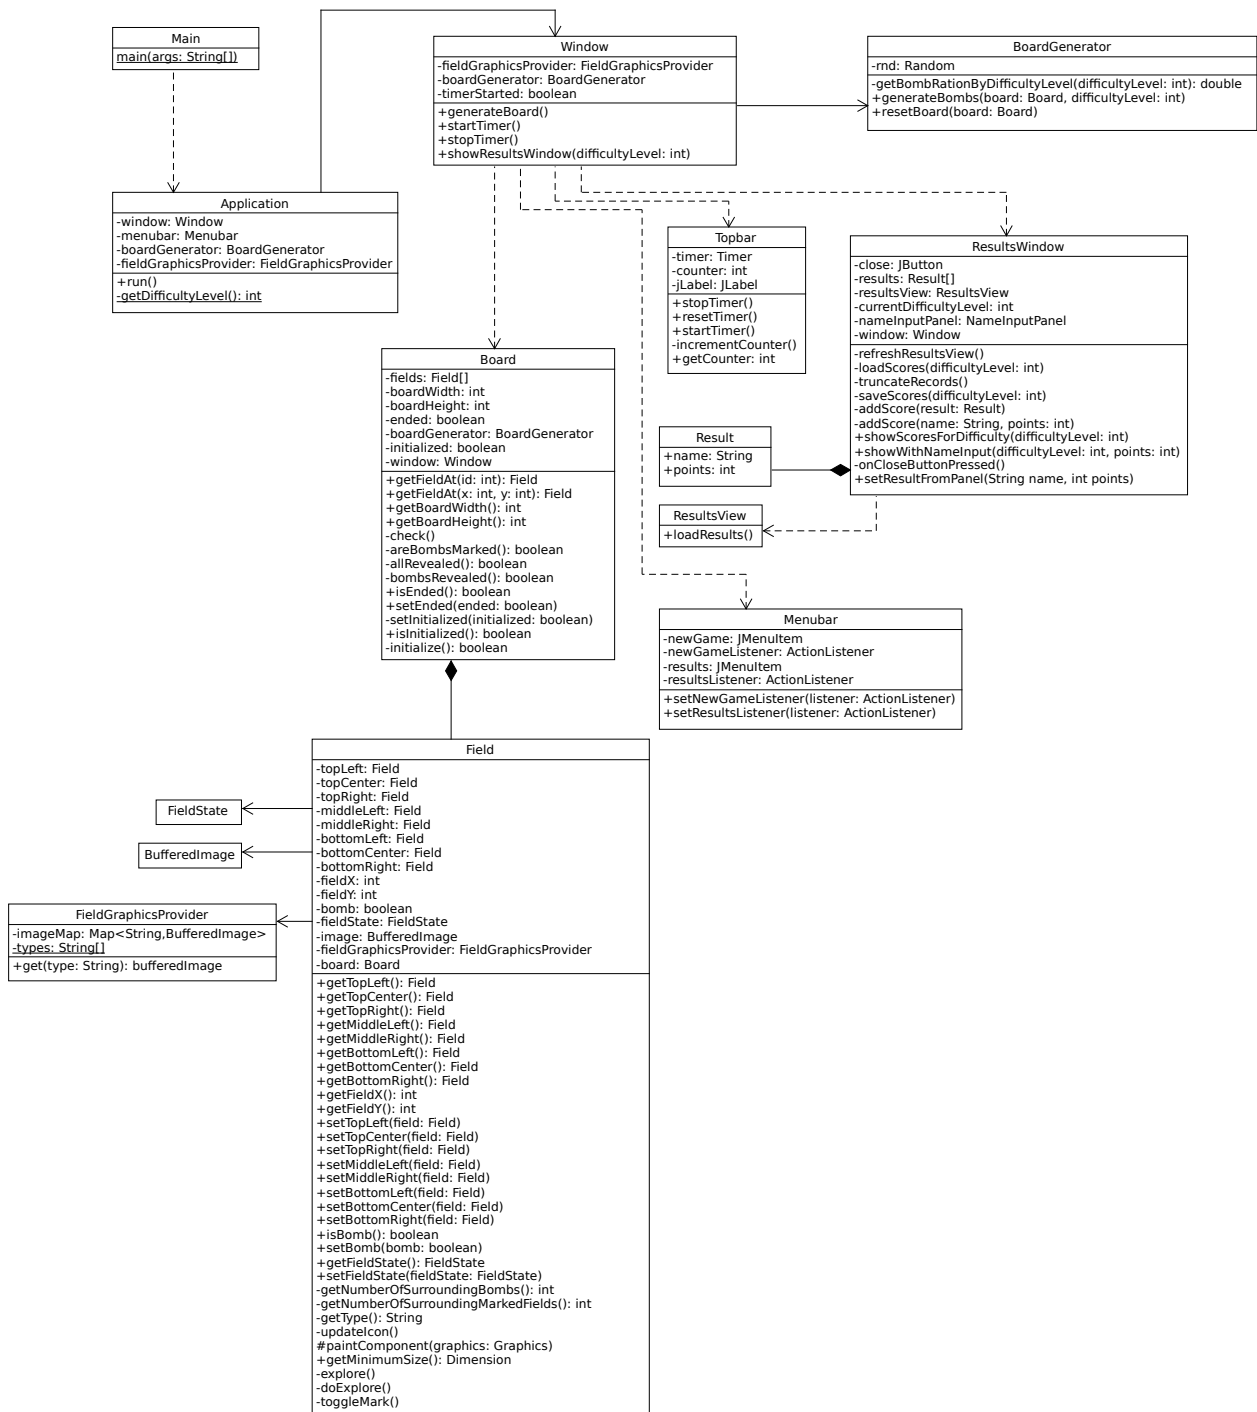 Main
main(args: String[])
Window
-fieldGraphicsProvider: FieldGraphicsProvider
-boardGenerator: BoardGenerator
-timerStarted: boolean
+generateBoard()
+startTimer()
+stopTimer()
+showResultsWindow(difficultyLevel: int)
BoardGenerator
-rnd: Random
-getBombRationByDifficultyLevel(difficultyLevel: int): double
+generateBombs(board: Board, difficultyLevel: int)
+resetBoard(board: Board)
Application
-window: Window
-menubar: Menubar
-boardGenerator: BoardGenerator
-fieldGraphicsProvider: FieldGraphicsProvider
+run()
-getDifficultyLevel(): int
Topbar
-timer: Timer
-counter: int
-jLabel: JLabel
+stopTimer()
+resetTimer()
+startTimer()
-incrementCounter()
+getCounter: int
ResultsWindow
-close: JButton
-results: Result[]
-resultsView: ResultsView
-currentDifficultyLevel: int
-nameInputPanel: NameInputPanel
-window: Window
-refreshResultsView()
-loadScores(difficultyLevel: int)
-truncateRecords()
-saveScores(difficultyLevel: int)
-addScore(result: Result)
-addScore(name: String, points: int)
+showScoresForDifficulty(difficultyLevel: int)
+showWithNameInput(difficultyLevel: int, points: int)
-onCloseButtonPressed()
+setResultFromPanel(String name, int points)
Board
-fields: Field[]
-boardWidth: int
-boardHeight: int
-ended: boolean
-boardGenerator: BoardGenerator
-initialized: boolean
-window: Window
+getFieldAt(id: int): Field
+getFieldAt(x: int, y: int): Field
+getBoardWidth(): int
+getBoardHeight(): int
-check()
-areBombsMarked(): boolean
-allRevealed(): boolean
-bombsRevealed(): boolean
+isEnded(): boolean
+setEnded(ended: boolean)
-setInitialized(initialized: boolean)
+isInitialized(): boolean
-initialize(): boolean
Result
+name: String
+points: int
ResultsView
+loadResults()
Menubar
-newGame: JMenuItem
-newGameListener: ActionListener
-results: JMenuItem
-resultsListener: ActionListener
+setNewGameListener(listener: ActionListener)
+setResultsListener(listener: ActionListener)
Field
-topLeft: Field
-topCenter: Field
-topRight: Field
-middleLeft: Field
-middleRight: Field
-bottomLeft: Field
-bottomCenter: Field
-bottomRight: Field
-fieldX: int
-fieldY: int
-bomb: boolean
-fieldState: FieldState
-image: BufferedImage
-fieldGraphicsProvider: FieldGraphicsProvider
-board: Board
+getTopLeft(): Field
+getTopCenter(): Field
+getTopRight(): Field
+getMiddleLeft(): Field
+getMiddleRight(): Field
+getBottomLeft(): Field
+getBottomCenter(): Field
+getBottomRight(): Field
+getFieldX(): int
+getFieldY(): int
+setTopLeft(field: Field)
+setTopCenter(field: Field)
+setTopRight(field: Field)
+setMiddleLeft(field: Field)
+setMiddleRight(field: Field)
+setBottomLeft(field: Field)
+setBottomCenter(field: Field)
+setBottomRight(field: Field)
+isBomb(): boolean
+setBomb(bomb: boolean)
+getFieldState(): FieldState
+setFieldState(fieldState: FieldState)
-getNumberOfSurroundingBombs(): int
-getNumberOfSurroundingMarkedFields(): int
-getType(): String
-updateIcon()
#paintComponent(graphics: Graphics)
+getMinimumSize(): Dimension
-explore()
-doExplore()
-toggleMark()
FieldState
BufferedImage
FieldGraphicsProvider
-imageMap: Map<String,BufferedImage>
-types: String[]
+get(type: String): bufferedImage